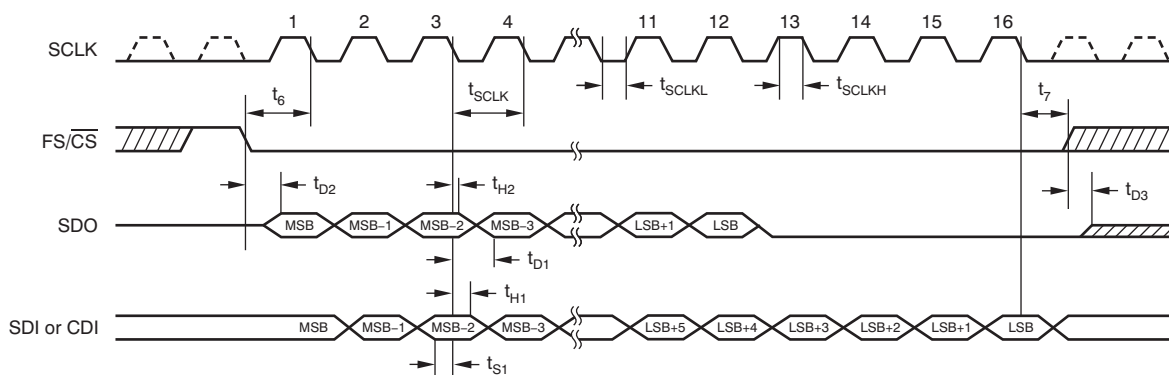 1 2 3 4 11 12 13 14 15 16
SCLK
t6 tSCLK tSCLKL tSCLKH t7
FS/CS
tD2 tH2 tD3
SDO MSB MSB–1 MSB–2 MSB–3 LSB+1 LSB
tD1
tH1
SDI or CDI MSB MSB–1 MSB–2 MSB–3 LSB+5 LSB+4 LSB+3 LSB+2 LSB+1 LSB
tS1